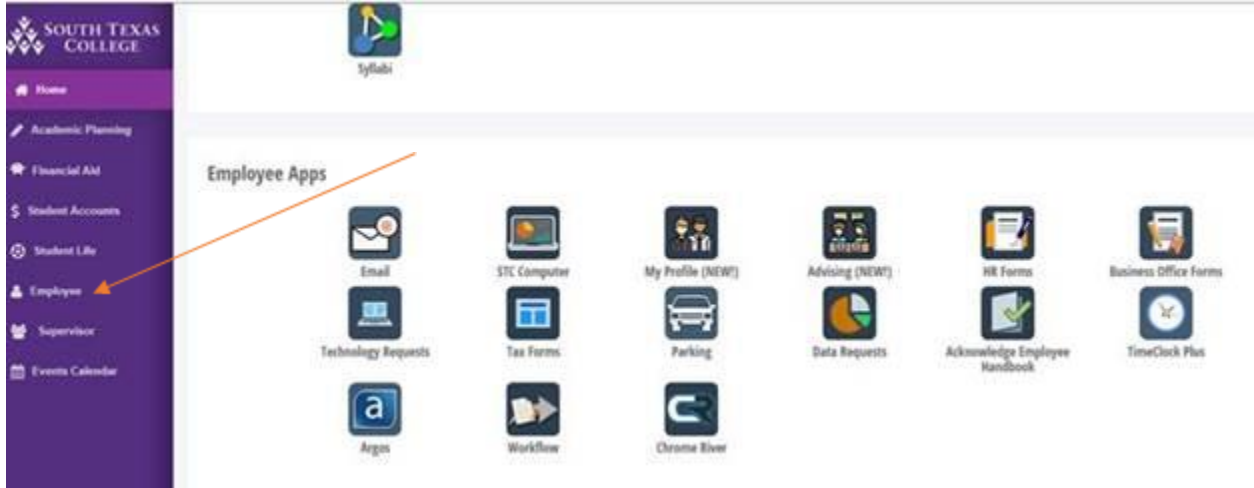 SOUTH TEXAS
COLLEGE
Home
Academic Planning
Financial Aid
$ Student Accounts
Student Life
Employee
Supervisor
Events Calendar
Syllabi
Employee Apps
Email
STC Computer
My Profile (NEW!)
Advising (NEW!)
HR Forms
Business Office Forms
Technology Requests
Tax Forms
Parking
Data Requests
Acknowledge Employee
Handbook
TimeClock Plus
a
Argos
Workflow
CR
Chrome River